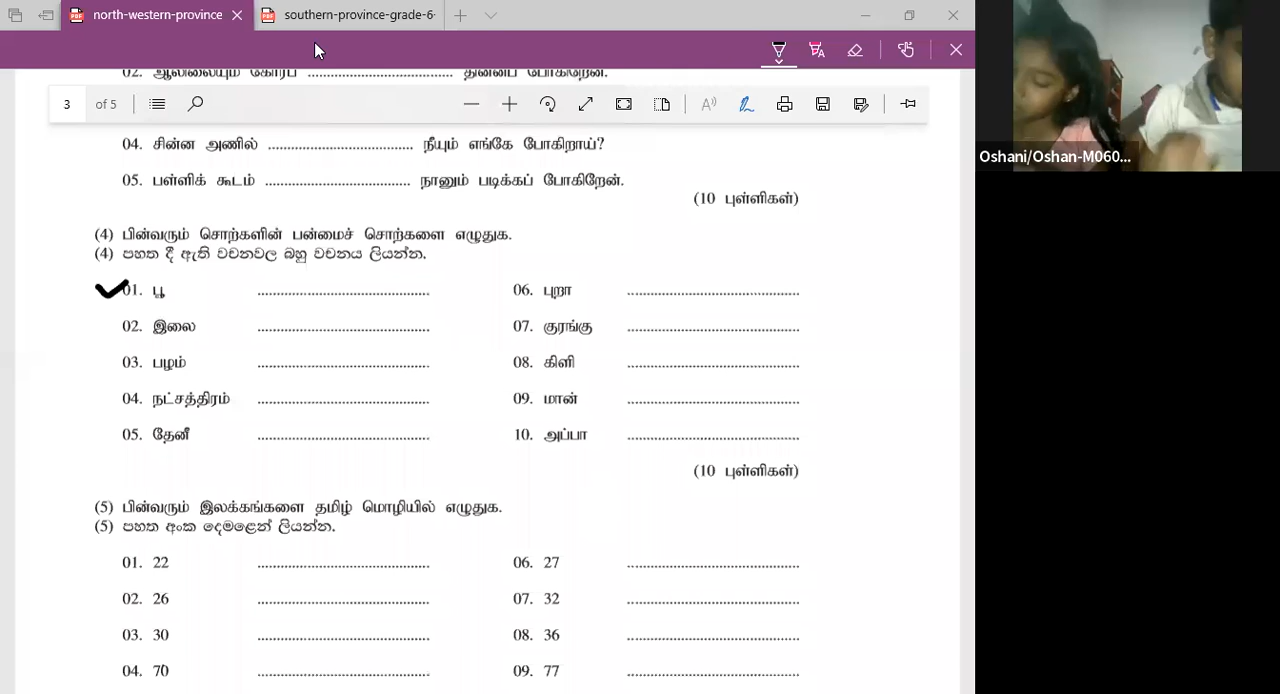 north-western-province
southern-province-grade-6
02. ஆலிலையும் கோர்ப் தின்னப் போகிறேன்.
3 of 5
04. சின்ன அணில் நீயும் எங்கே போகிறாய்?
05. பள்ளிக் கூடம் நானும் படிக்கப் போகிறேன்.
(10 புள்ளிகள்)
(4) பின்வரும் சொற்களின் பன்மைச் சொற்களை எழுதுக.
(4) පහත දී ඇති වචනවල බහු වචනය ලියන්න.
01. பூ 06. புறா
02. இலை 07. குரங்கு
03. பழம் 08. கிளி
04. நட்சத்திரம் 09. மான்
05. தேனீ 10. அப்பா
(10 புள்ளிகள்)
(5) பின்வரும் இலக்கங்களை தமிழ் மொழியில் எழுதுக.
(5) පහත අංක දෙමළෙන් ලියන්න.
01. 22 06. 27
02. 26 07. 32
03. 30 08. 36
04. 70 09. 77
Oshani/Oshan-M060...